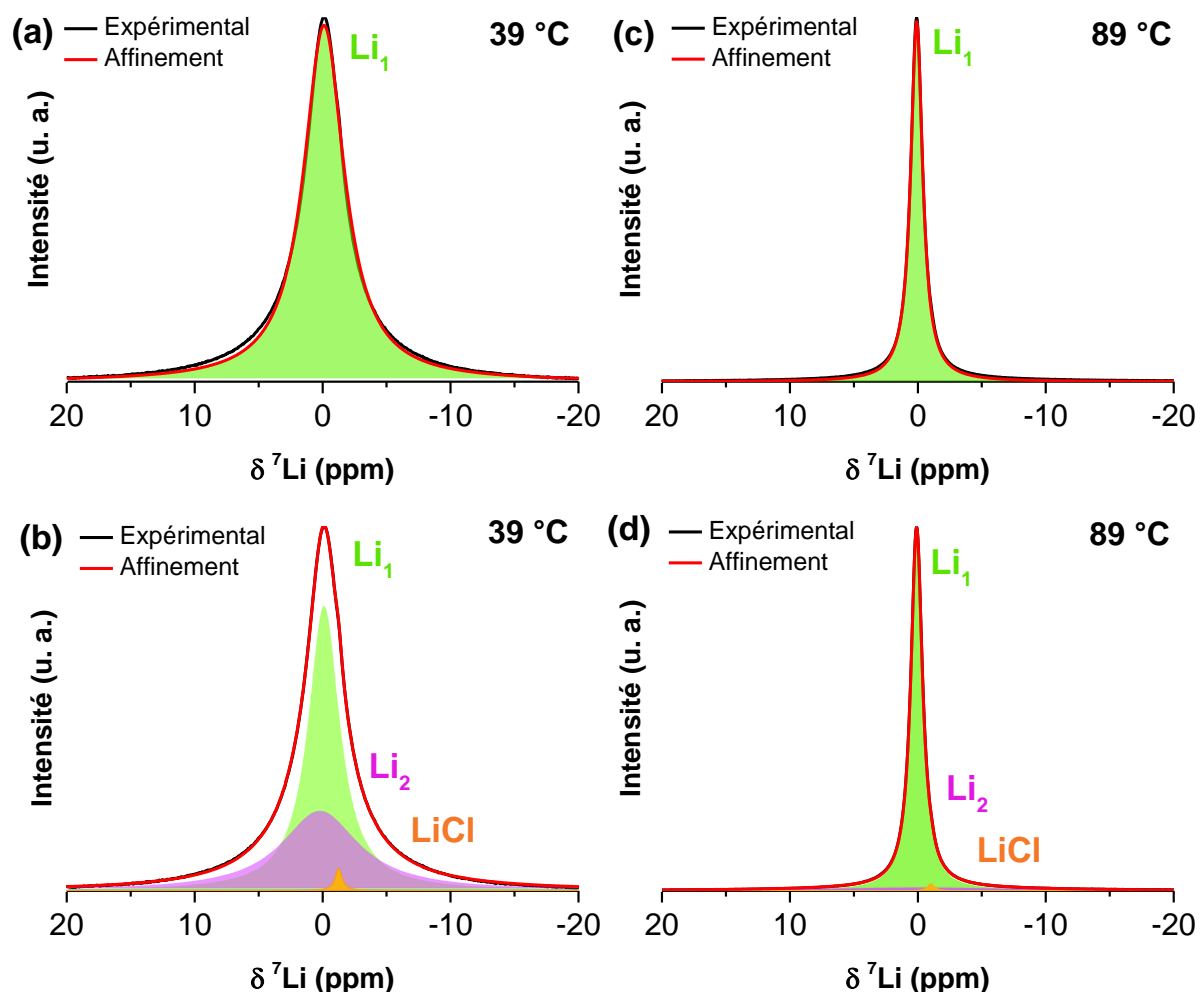 (a)
Expérimental
Affinement
Li₁
39 °C
Intensité (u. a.)
20 10 0 -10 -20
δ ⁷Li (ppm)
(c)
Expérimental
Affinement
Li₁
89 °C
Intensité (u. a.)
20 10 0 -10 -20
δ ⁷Li (ppm)
(b)
Expérimental
Affinement
39 °C
Li₁
Li₂
LiCl
Intensité (u. a.)
20 10 0 -10 -20
δ ⁷Li (ppm)
(d)
Expérimental
Affinement
89 °C
Li₁
Li₂
LiCl
Intensité (u. a.)
20 10 0 -10 -20
δ ⁷Li (ppm)